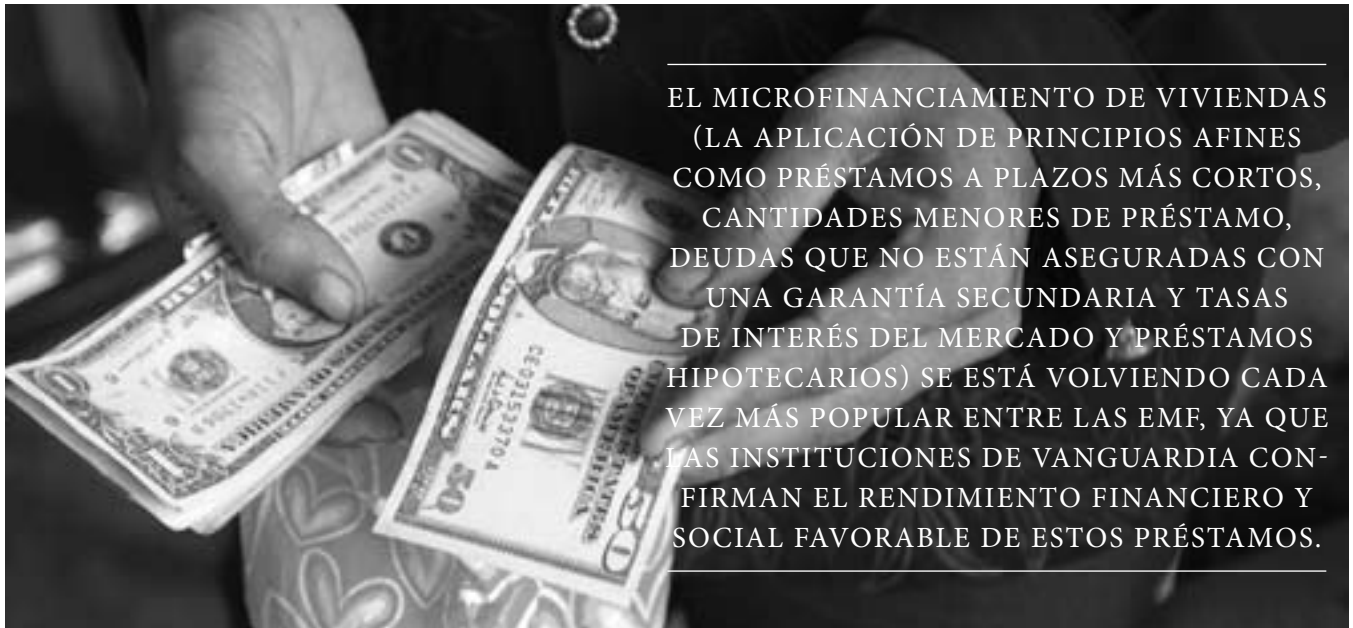 EL MICROFINANCIAMIENTO DE VIVIENDAS
(LA APLICACIÓN DE PRINCIPIOS AFINES
COMO PRÉSTAMOS A PLAZOS MÁS CORTOS,
CANTIDADES MENORES DE PRÉSTAMO,
DEUDAS QUE NO ESTÁN ASEGURADAS CON
UNA GARANTÍA SECUNDARIA Y TASAS
DE INTERÉS DEL MERCADO Y PRÉSTAMOS
HIPOTECARIOS) SE ESTÁ VOLVIENDO CADA
VEZ MÁS POPULAR ENTRE LAS EMF, YA QUE
LAS INSTITUCIONES DE VANGUARDIA CON-
FIRMAN EL RENDIMIENTO FINANCIERO Y
SOCIAL FAVORABLE DE ESTOS PRÉSTAMOS.
50